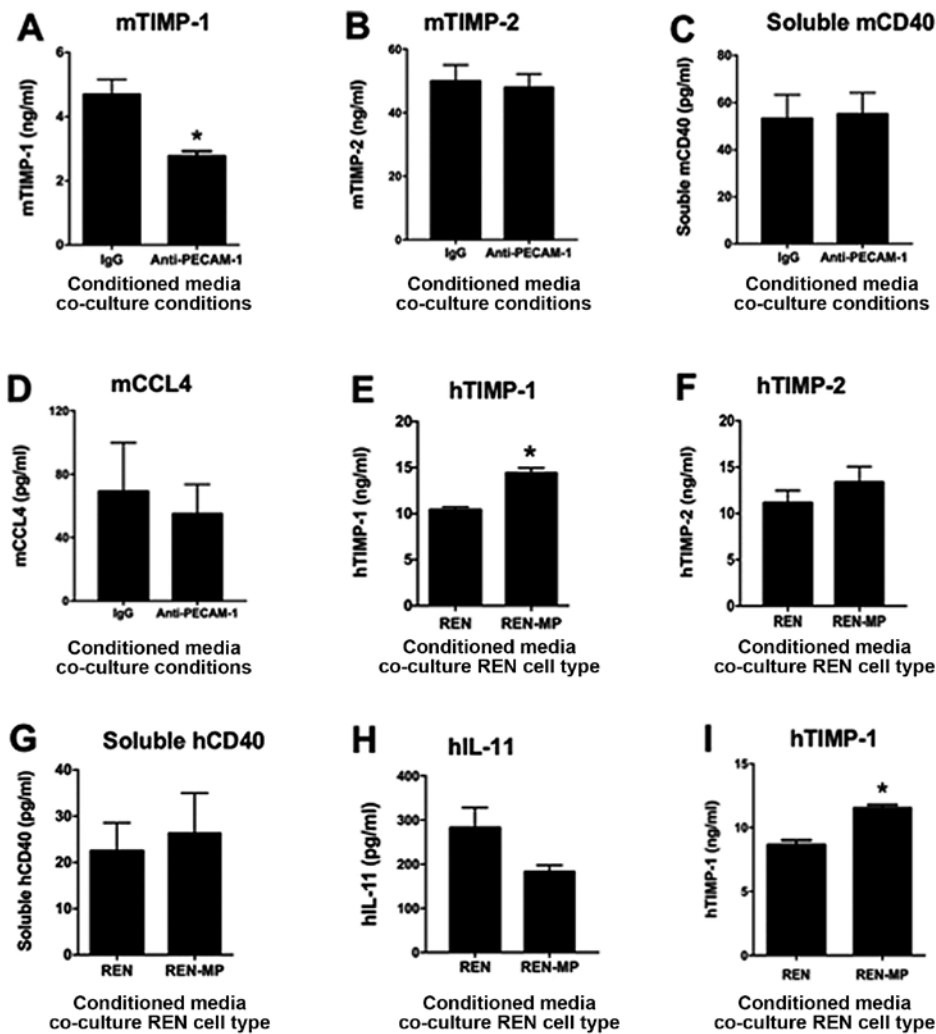 A
mTIMP-1
mTIMP-1 (ng/ml)
6
4
2
0
*
IgG
Anti-PECAM-1
Conditioned media
co-culture conditions
B
mTIMP-2
mTIMP-2 (ng/ml)
60
40
20
0
IgG
Anti-PECAM-1
Conditioned media
co-culture conditions
C
Soluble mCD40
Souble mCD40 (pg/ml)
80
60
40
20
0
IgG
Anti-PECAM-1
Conditioned media
co-culture conditions
D
mCCL4
mCCL4 (pg/ml)
120
80
40
0
IgG
Anti-PECAM-1
Conditioned media
co-culture conditions
E
hTIMP-1
hTIMP-1 (ng/ml)
20
15
10
5
0
*
REN
REN-MP
Conditioned media
co-culture REN cell type
F
hTIMP-2
hTIMP-2 (ng/ml)
20
15
10
5
0
REN
REN-MP
Conditioned media
co-culture REN cell type
G
Soluble hCD40
Soluble hCD40 (pg/ml)
40
30
20
10
0
REN
REN-MP
Conditioned media
co-culture REN cell type
H
hIL-11
hIL-11 (pg/ml)
400
300
200
100
0
REN
REN-MP
Conditioned media
co-culture REN cell type
I
hTIMP-1
hTIMP-1 (ng/ml)
15
10
5
0
*
REN
REN-MP
Conditioned media
co-culture REN cell type